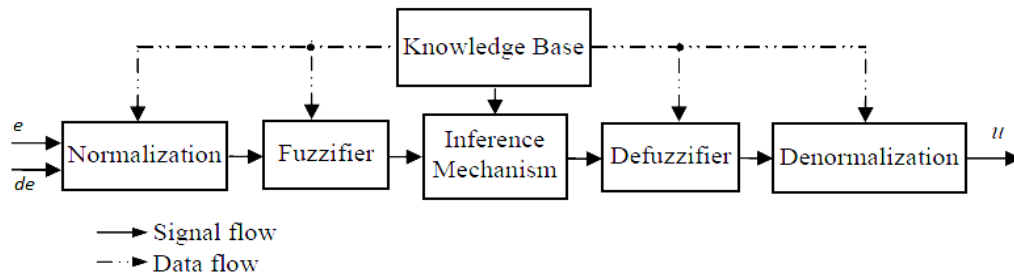 Knowledge Base
e
de
Normalization
Fuzzifier
Inference
Mechanism
Defuzzifier
Denormalization
u
Signal flow
Data flow